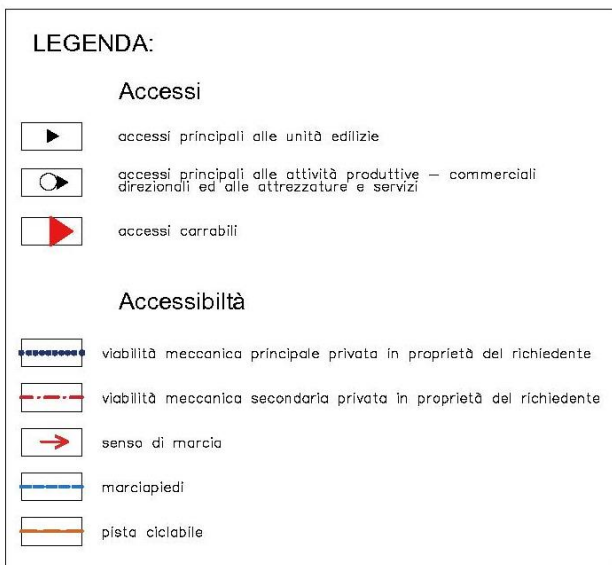 LEGENDA:
Accessi
accessi principali alle unità edilizie
accessi principali alle attività produttive – commerciali
direzionali ed alle attrezzature e servizi
accessi carrabili
Accessibiltà
viabilità meccanica principale privata in proprietà del richiedente
viabilità meccanica secondaria privata in proprietà del richiedente
senso di marcia
marciapiedi
pista ciclabile